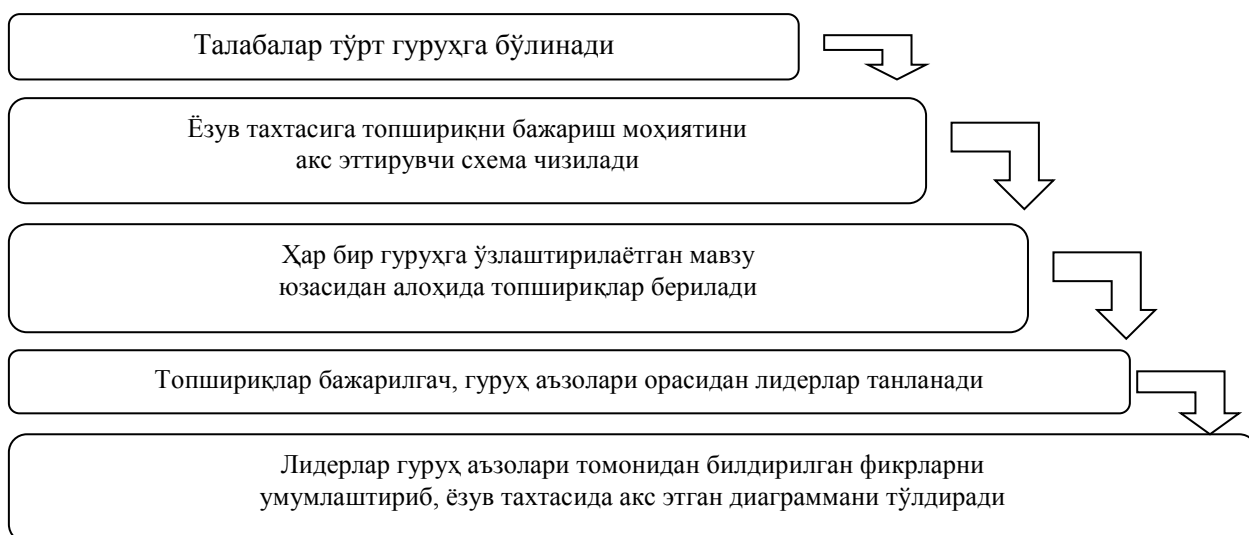 Талабалар тўрт гуруҳга бўлинади
Ёзув тахтасига топшириқни бажариш моҳиятини
акс эттирувчи схема чизилади
Ҳар бир гуруҳга ўзлаштирилаётган мавзу
юзасидан алоҳида топшириқлар берилади
Топшириқлар бажарилгач, гуруҳ аъзолари орасидан лидерлар танланади
Лидерлар гуруҳ аъзолари томонидан билдирилган фикрларни
умумлаштириб, ёзув тахтасида акс этган диаграммани тўлдиради